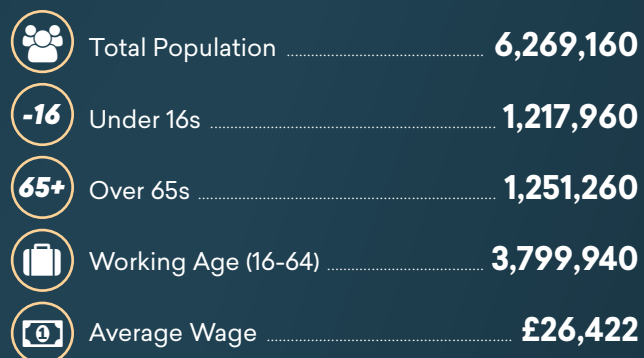 Total Population 6,269,160
-16 Under 16s 1,217,960
65+ Over 65s 1,251,260
Working Age (16-64) 3,799,940
1 Average Wage £26,422